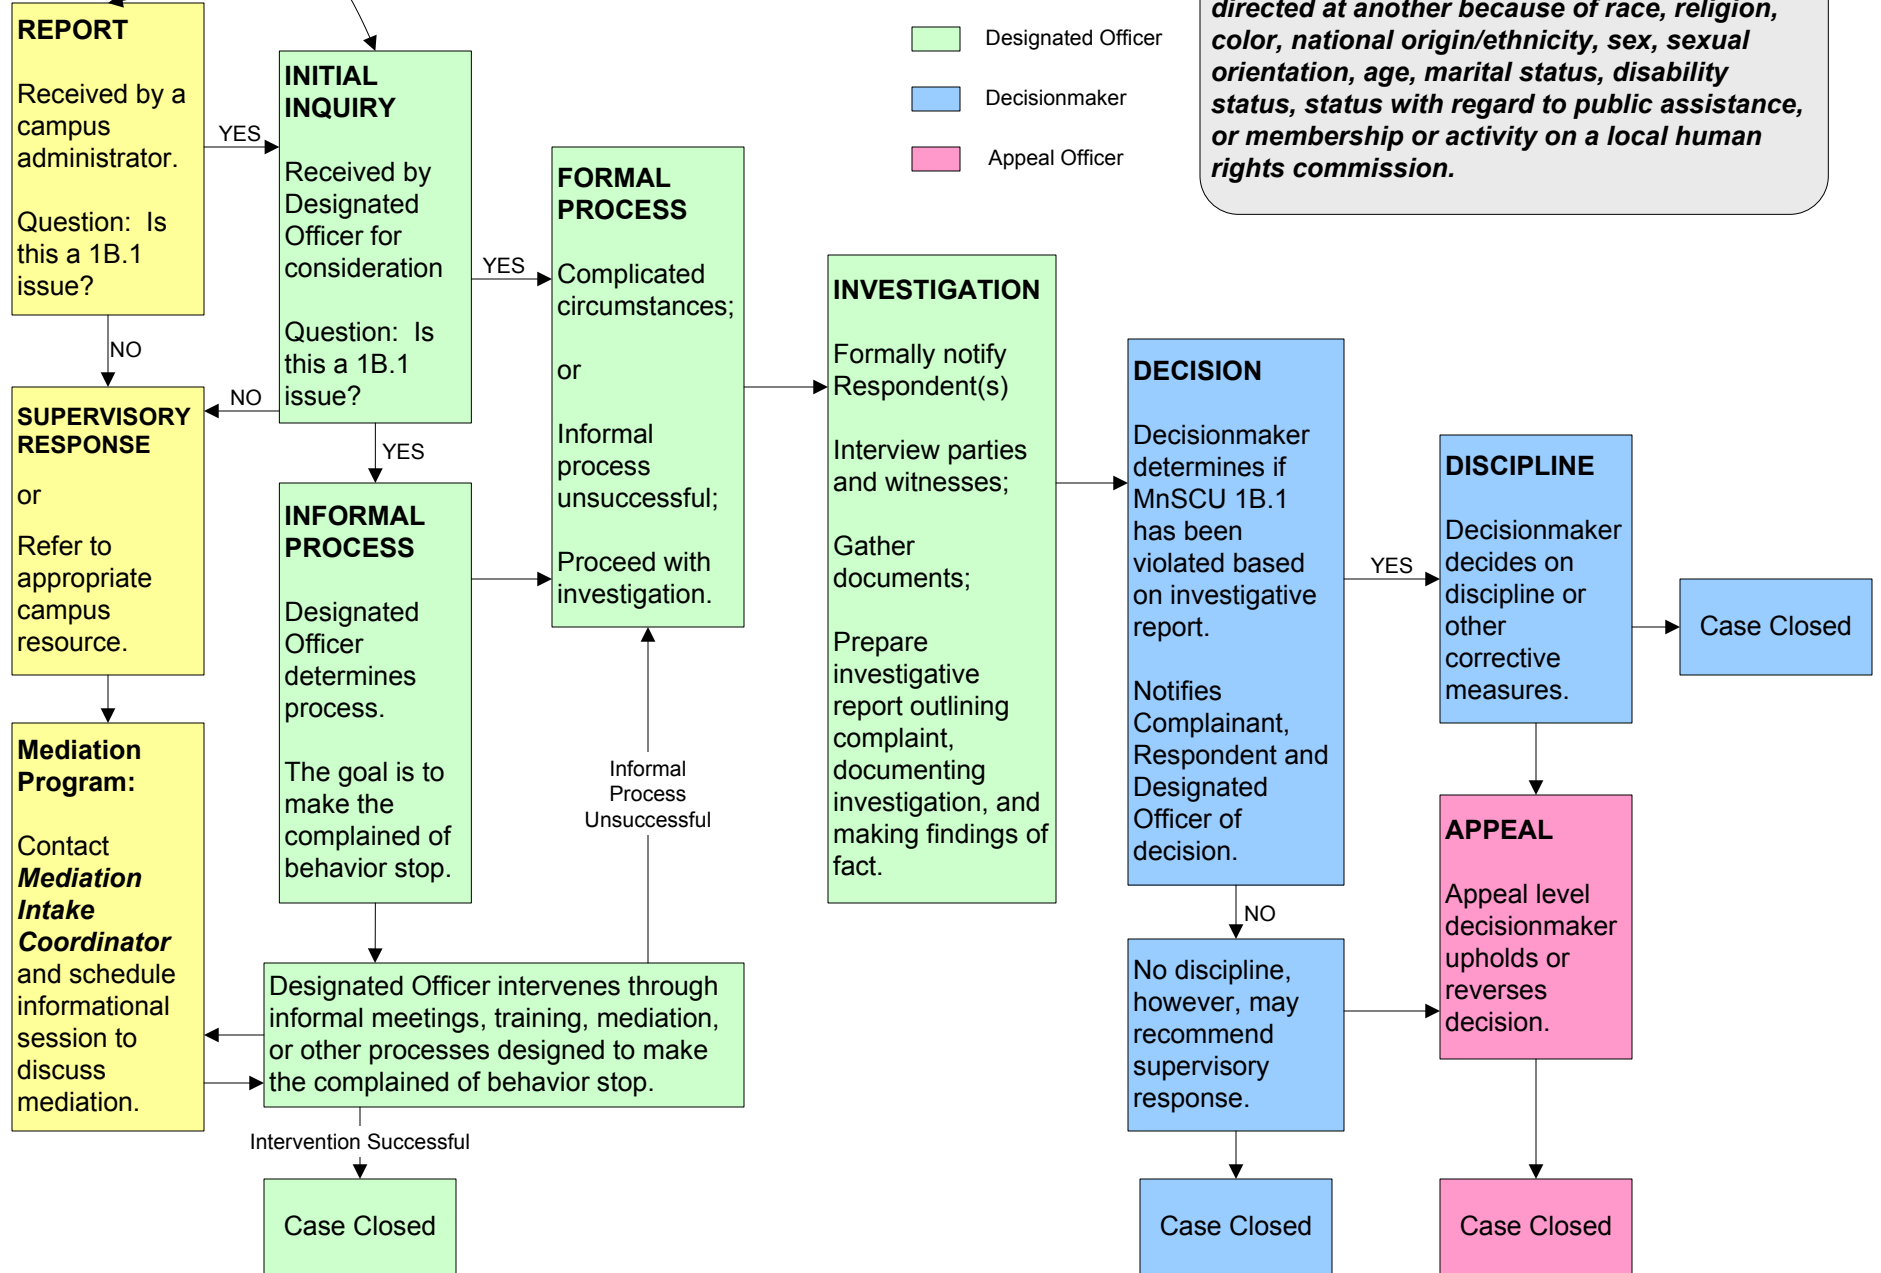 REPORT
Received by a
campus
administrator.
Question:  Is
this a 1B.1
issue?
YES
NO
INITIAL
INQUIRY
Received by
Designated
Officer for
consideration
Question:  Is
this a 1B.1
issue?
YES
NO
YES
SUPERVISORY
RESPONSE
or
Refer to
appropriate
campus
resource.
Mediation
Program:
Contact
Mediation
Intake
Coordinator
and schedule
informational
session to
discuss
mediation.
INFORMAL
PROCESS
Designated
Officer
determines
process.
The goal is to
make the
complained of
behavior stop.
Designated Officer intervenes through
informal meetings, training, mediation,
or other processes designed to make
the complained of behavior stop.
Intervention Successful
Case Closed
FORMAL
PROCESS
Complicated
circumstances;
or
Informal
process
unsuccessful;
Proceed with
investigation.
Informal
Process
Unsuccessful
INVESTIGATION
Formally notify
Respondent(s)
Interview parties
and witnesses;
Gather
documents;
Prepare
investigative
report outlining
complaint,
documenting
investigation, and
making findings of
fact.
Designated Officer
Decisionmaker
Appeal Officer
directed at another because of race, religion,
color, national origin/ethnicity, sex, sexual
orientation, age, marital status, disability
status, status with regard to public assistance,
or membership or activity on a local human
rights commission.
DECISION
Decisionmaker
determines if
MnSCU 1B.1
has been
violated based
on investigative
report.
Notifies
Complainant,
Respondent and
Designated
Officer of
decision.
YES
NO
No discipline,
however, may
recommend
supervisory
response.
Case Closed
DISCIPLINE
Decisionmaker
decides on
discipline or
other
corrective
measures.
Case Closed
APPEAL
Appeal level
decisionmaker
upholds or
reverses
decision.
Case Closed